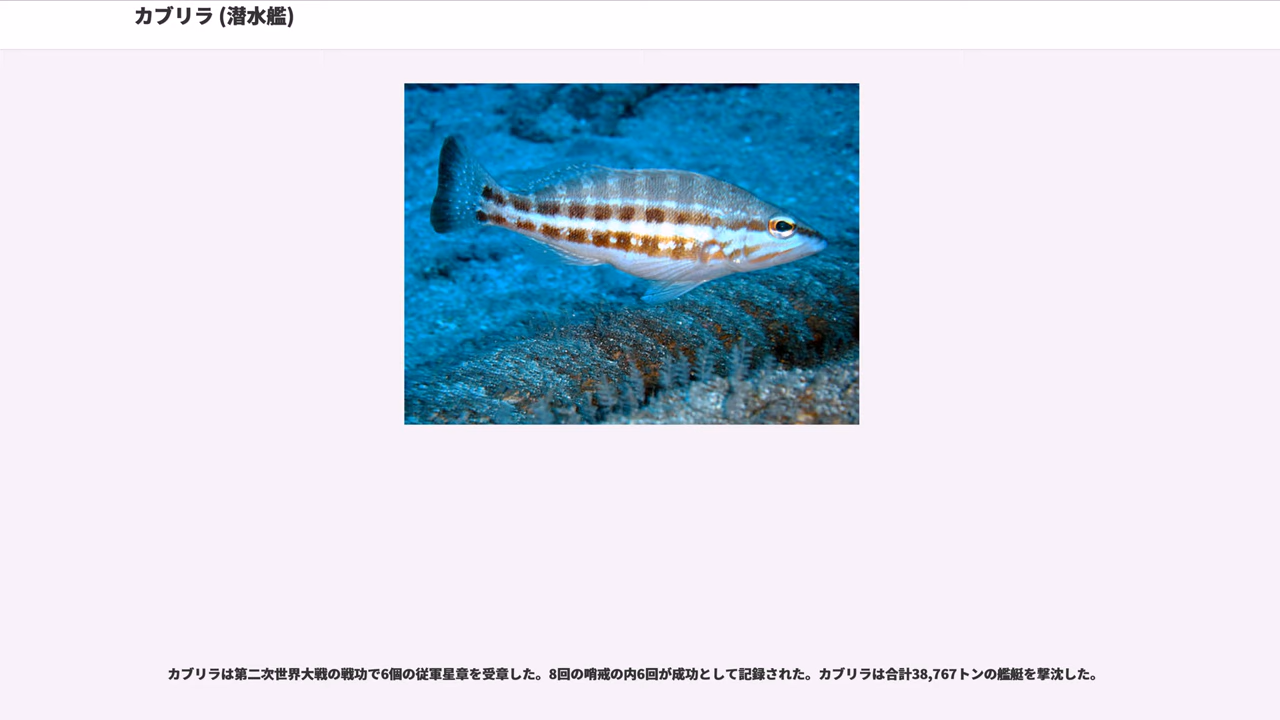 カブリラ (潜水艦)
カブリラは第二次世界大戦の戦功で6個の従軍星章を受章した。8回の哨戒の内6回が成功として記録された。カブリラは合計38,767トンの艦艇を撃沈した。